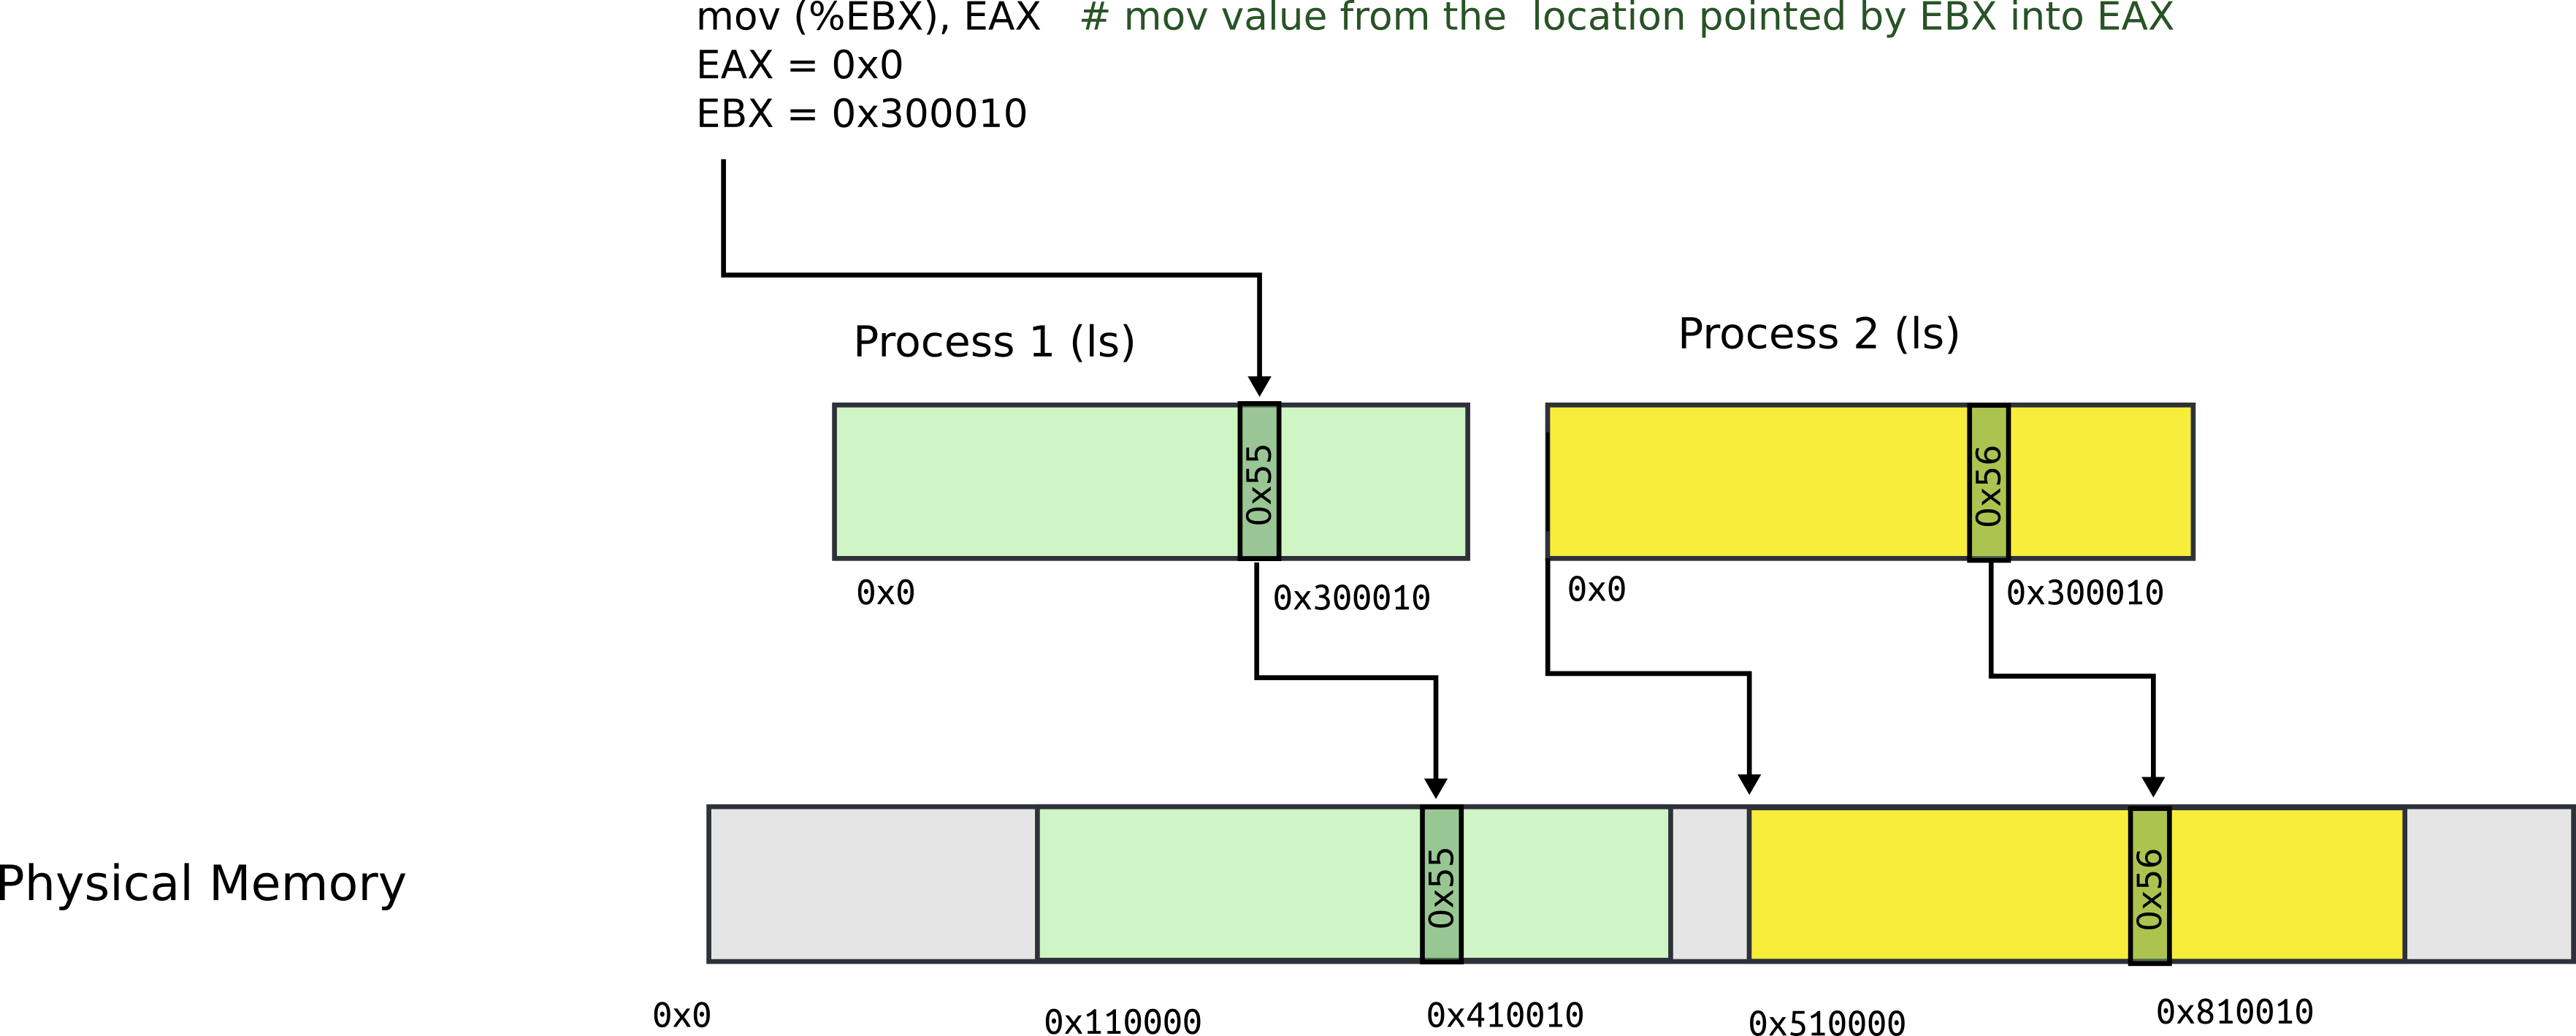 mov (%EBX), EAX # mov value from the location pointed by EBX into EAX
EAX = 0x0
EBX = 0x300010
Process 1 (ls)
Process 2 (ls)
0x55
0x56
0x0
0x300010
0x0
0x300010
Physical Memory
0x55
0x56
0x0
0x110000
0x410010
0x510000
0x810010